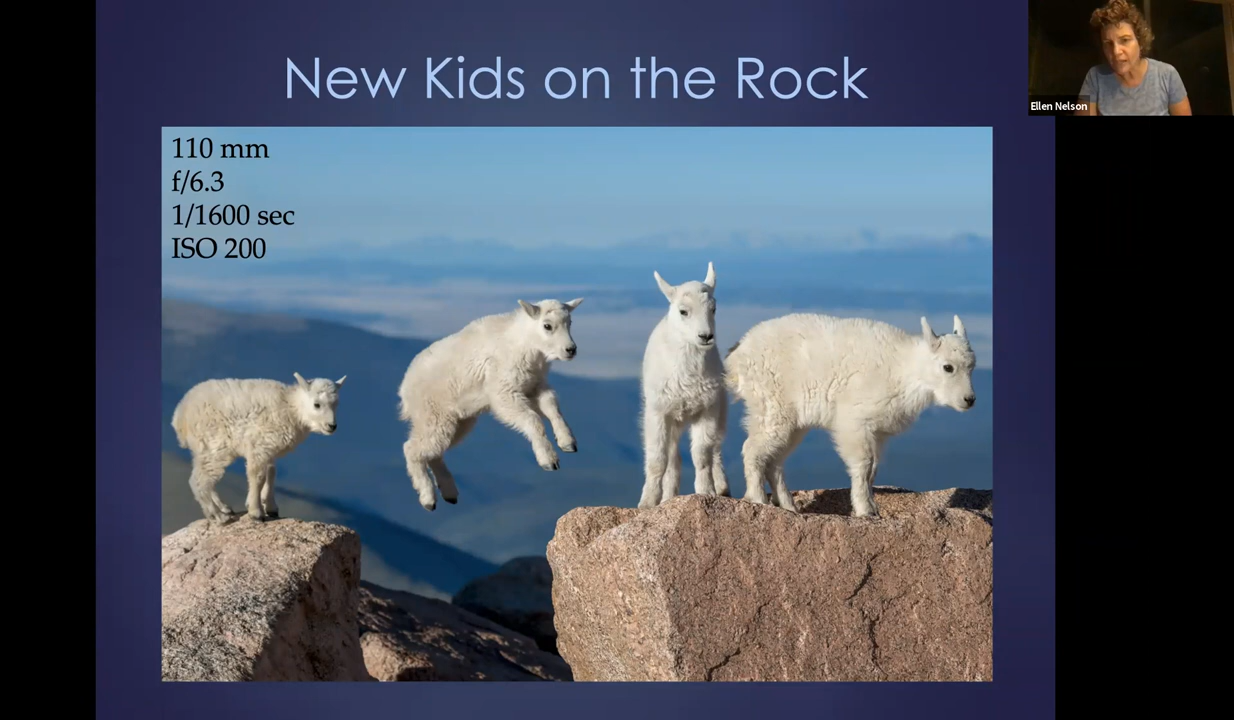 New Kids on the Rock
Ellen Nelson
110 mm
f/6.3
1/1600 sec
ISO 200